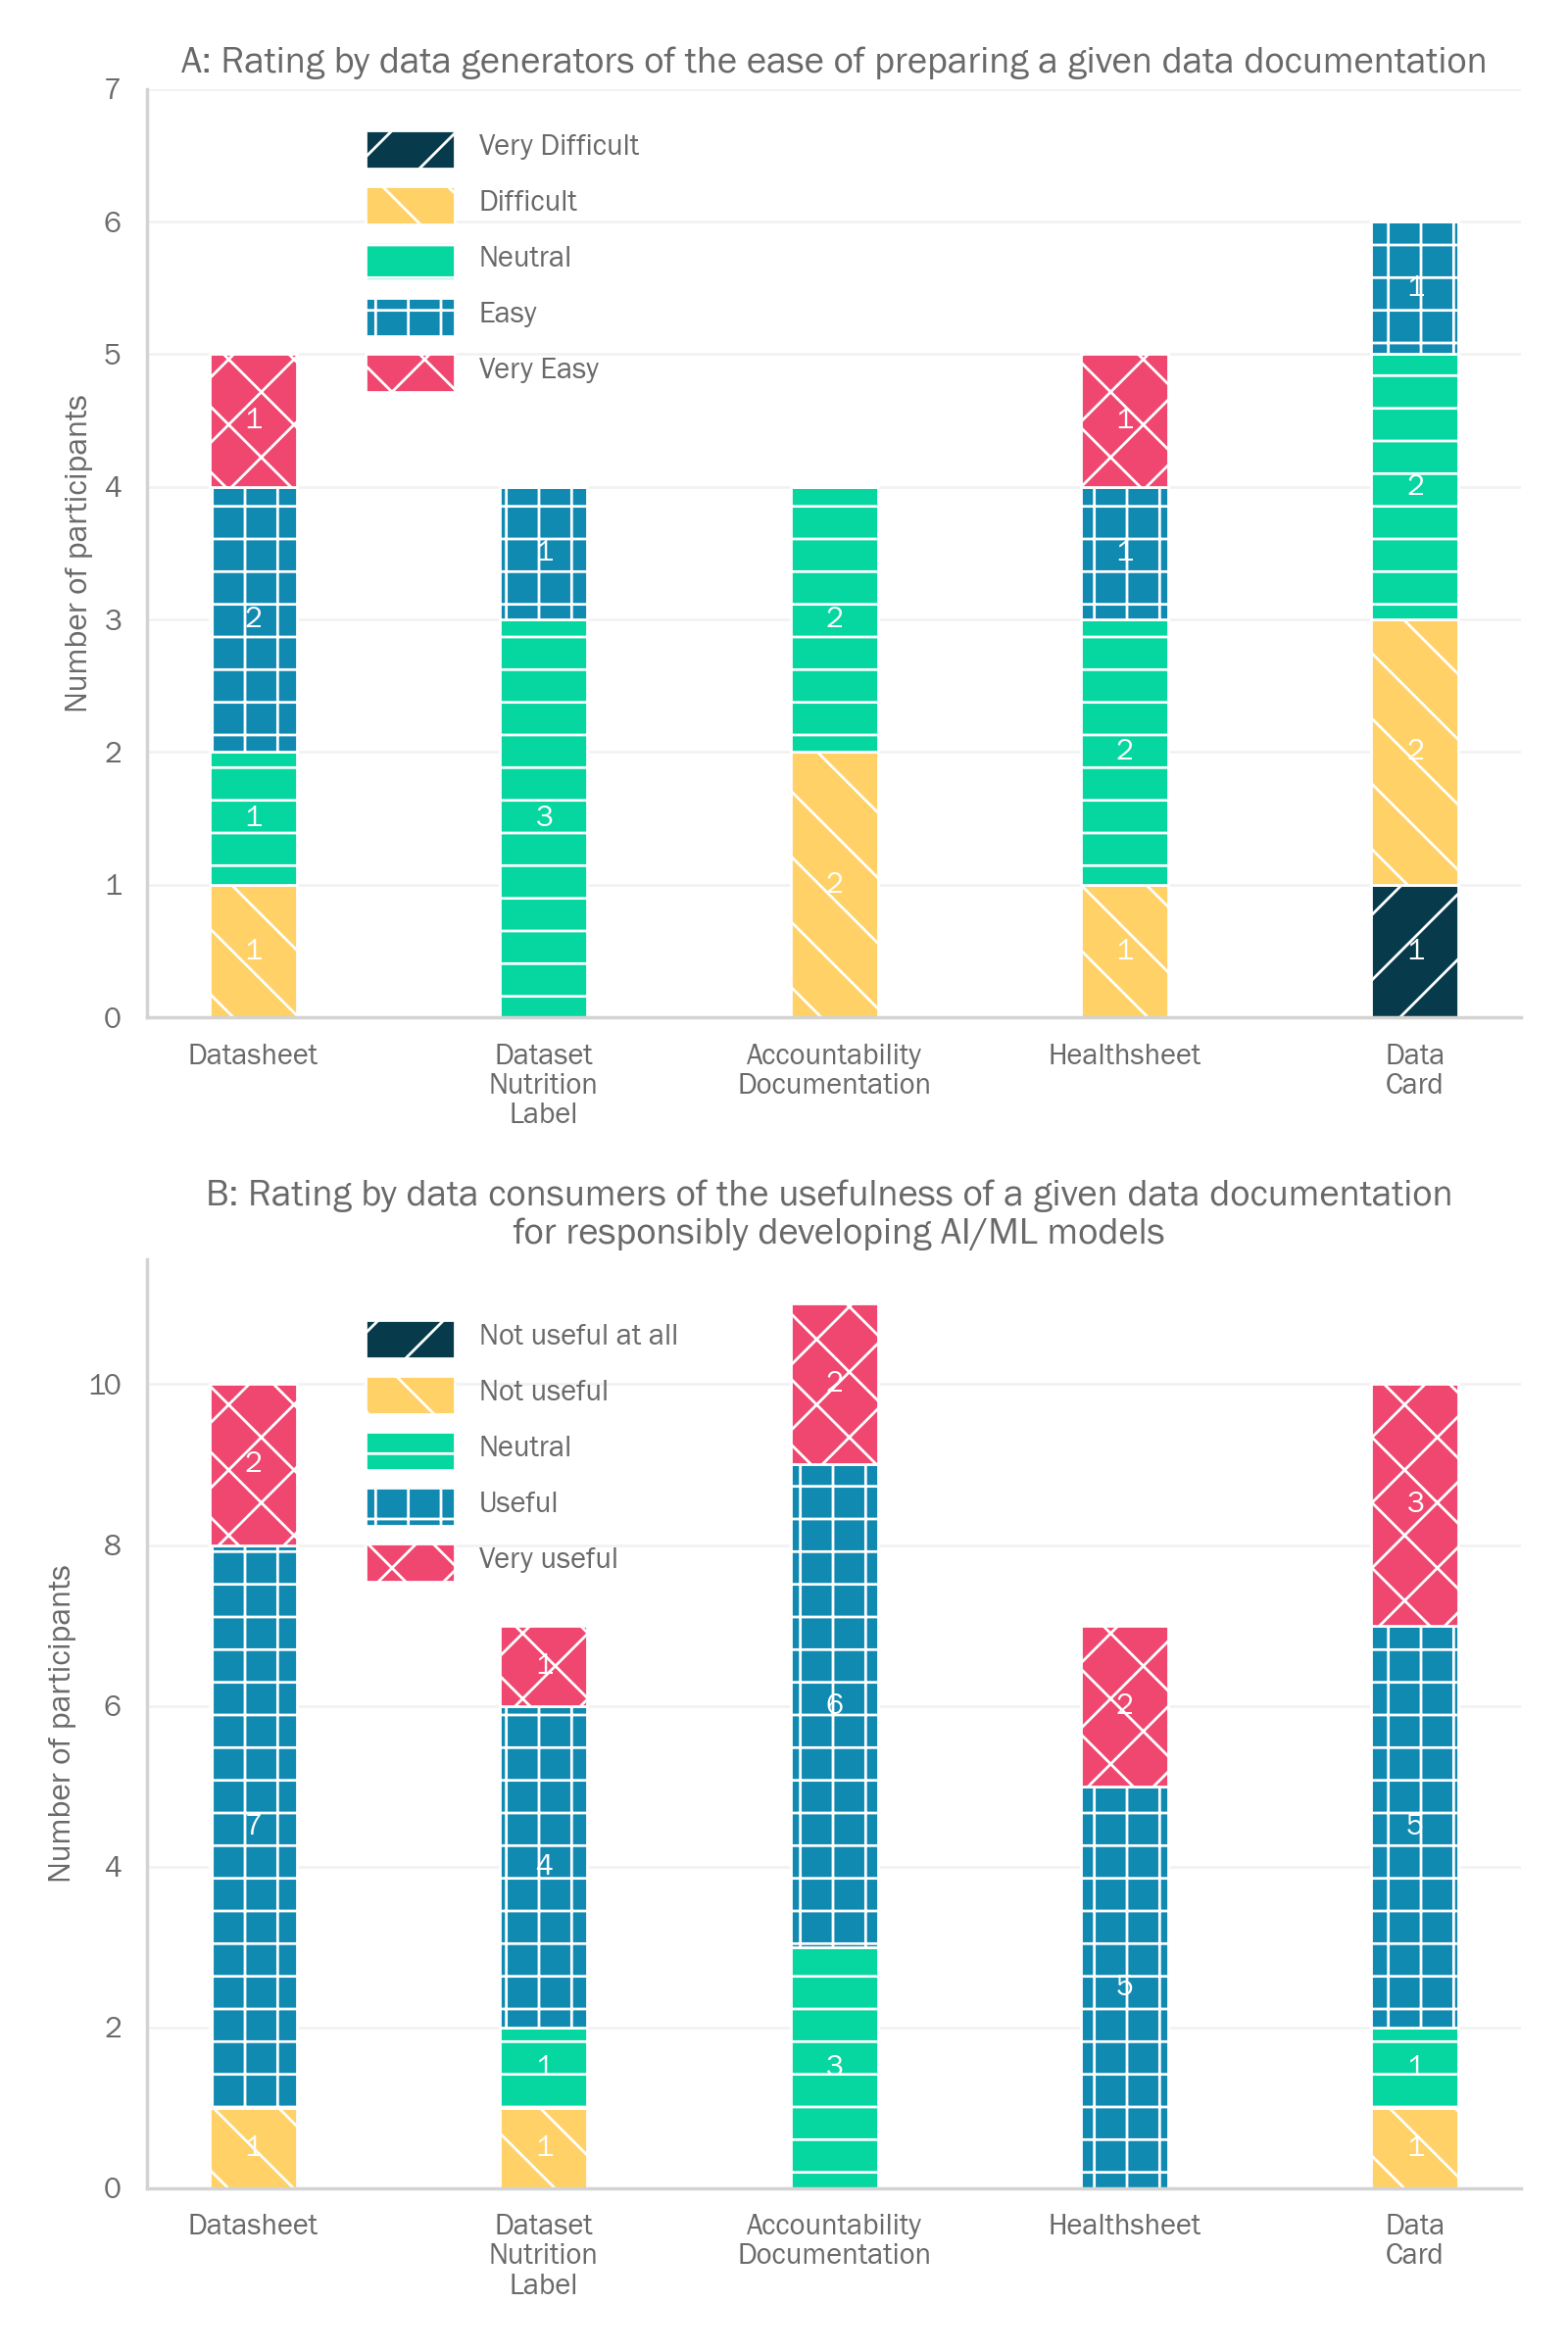 A: Rating by data generators of the ease of preparing a given data documentation
7
6
5
4
3
2
1
0
Number of participants
Very Difficult
Difficult
Neutral
Easy
Very Easy
1
2
1
1
1
3
2
2
1
1
2
1
1
2
2
1
Datasheet
Dataset
Nutrition
Label
Accountability
Documentation
Healthsheet
Data
Card
B: Rating by data consumers of the usefulness of a given data documentation
for responsibly developing AI/ML models
10
8
6
4
2
0
Number of participants
Not useful at all
Not useful
Neutral
Useful
Very useful
2
7
1
1
4
1
1
2
6
3
2
5
3
5
1
1
Datasheet
Dataset
Nutrition
Label
Accountability
Documentation
Healthsheet
Data
Card